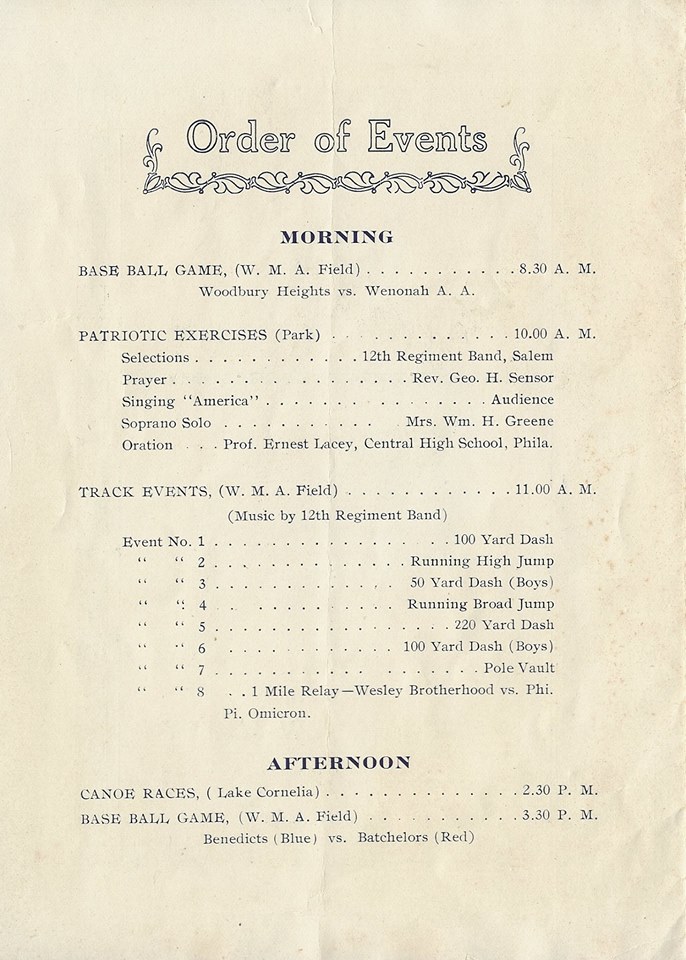 Order of Events
MORNING
BASE BALL GAME, (W. M. A. Field) . . . . . . . . . . . 8.30 A. M.
Woodbury Heights vs. Wenonah A. A.
PATRIOTIC EXERCISES (Park) . . . . . . . . . . . . . 10.00 A. M.
Selections . . . . . . . . . . . . 12th Regiment Band, Salem
Prayer . . . . . . . . . . . . . . . . . Rev. Geo. H. Sensor
Singing "America" . . . . . . . . . . . . . . . . Audience
Soprano Solo . . . . . . . . . . . Mrs. Wm. H. Greene
Oration . . . Prof. Ernest Lacey, Central High School, Phila.
TRACK EVENTS, (W. M. A. Field) . . . . . . . . . . . . 11.00 A. M.
(Music by 12th Regiment Band)
Event No. 1 . . . . . . . . . . . . . . . . . 100 Yard Dash
" " 2 . . . . . . . . . . . . . . Running High Jump
" " 3 . . . . . . . . . . . . . 50 Yard Dash (Boys)
" " 4 . . . . . . . . . . . . Running Broad Jump
" " 5 . . . . . . . . . . . . . . . . . 220 Yard Dash
" " 6 . . . . . . . . . . . . . 100 Yard Dash (Boys)
" " 7 . . . . . . . . . . . . . . . . . . . Pole Vault
" " 8 . . 1 Mile Relay—Wesley Brotherhood vs. Phi.
Pi. Omicron.
AFTERNOON
CANOE RACES, ( Lake Cornelia) . . . . . . . . . . . . . . 2.30 P. M.
BASE BALL GAME, (W. M. A. Field) . . . . . . . . . . . 3.30 P. M.
Benedicts (Blue) vs. Batchelors (Red)